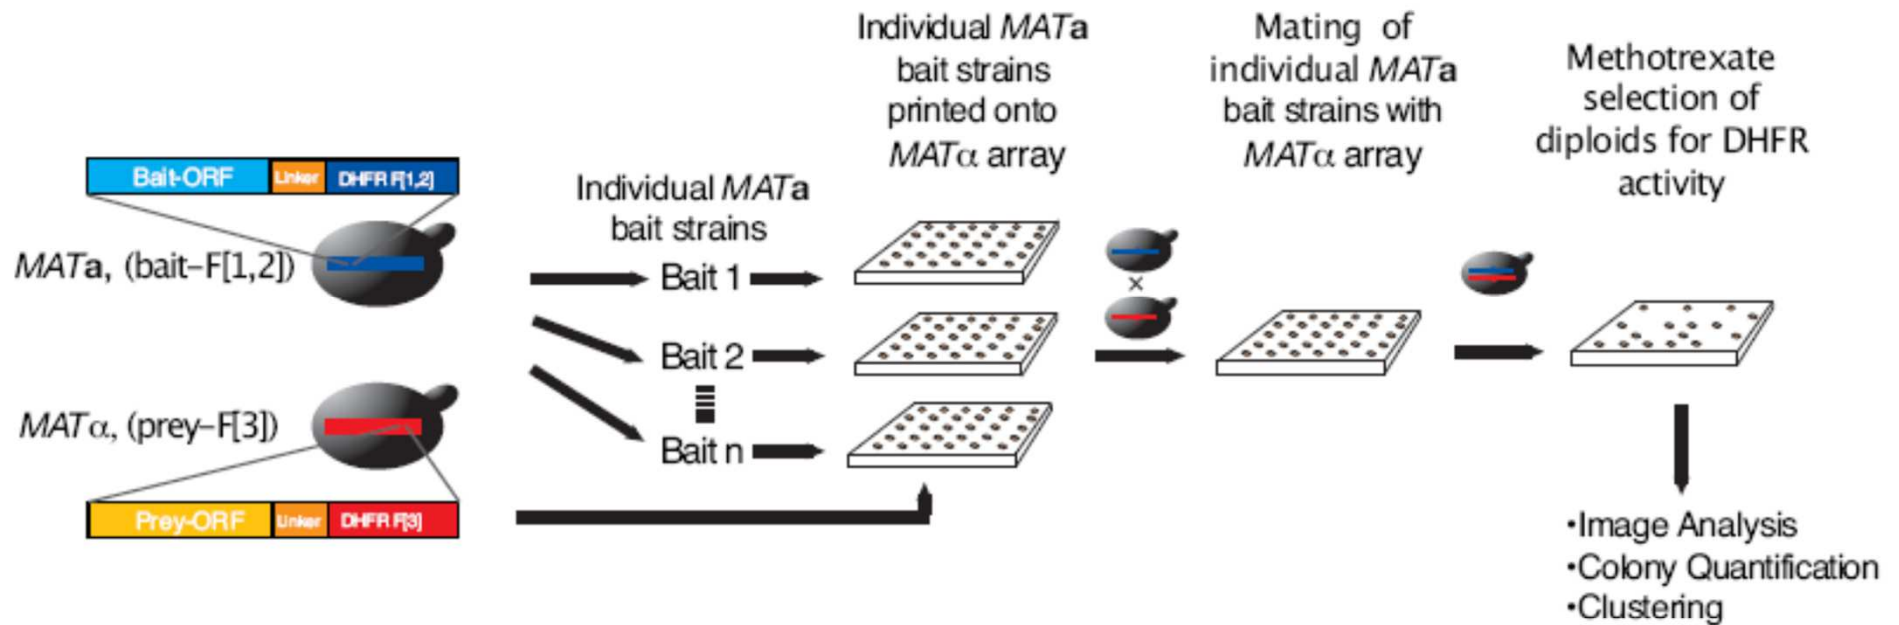 Bait-ORF Linker DHFR F[1,2]
MATa, (bait–F[1,2])
MATα, (prey–F[3])
Prey-ORF Linker DHFR F[3]
Individual MATa
bait strains
Bait 1
Bait 2
Bait n
Individual MATa
bait strains
printed onto
MATα array
Mating of
individual MATa
bait strains with
MATα array
×
Methotrexate
selection of
diploids for DHFR
activity
•Image Analysis
•Colony Quantification
•Clustering